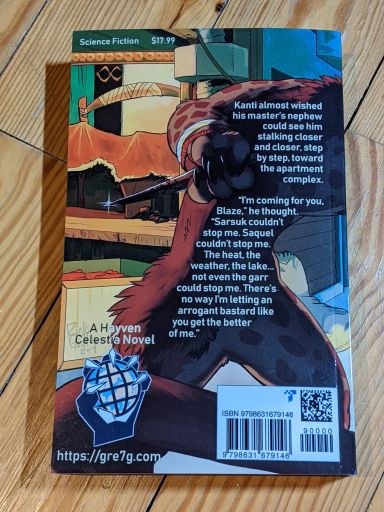 Science Fiction $17.99
Kanti almost wished
his master's nephew
could see him
stalking closer
and closer, step
by step, toward
the apartment
complex.
"I'm coming for you,
Blaze," he thought.
"Sarsuk couldn't
stop me. Saquel
couldn't stop me.
The heat, the
weather, the lake...
not even the garr
could stop me. There's
no way I'm letting an
arrogant bastard like
you get the better
of me."
A Hayven
Celestia Novel
https://gre7g.com
ISBN 9798631679146
90000
9 798631 679146